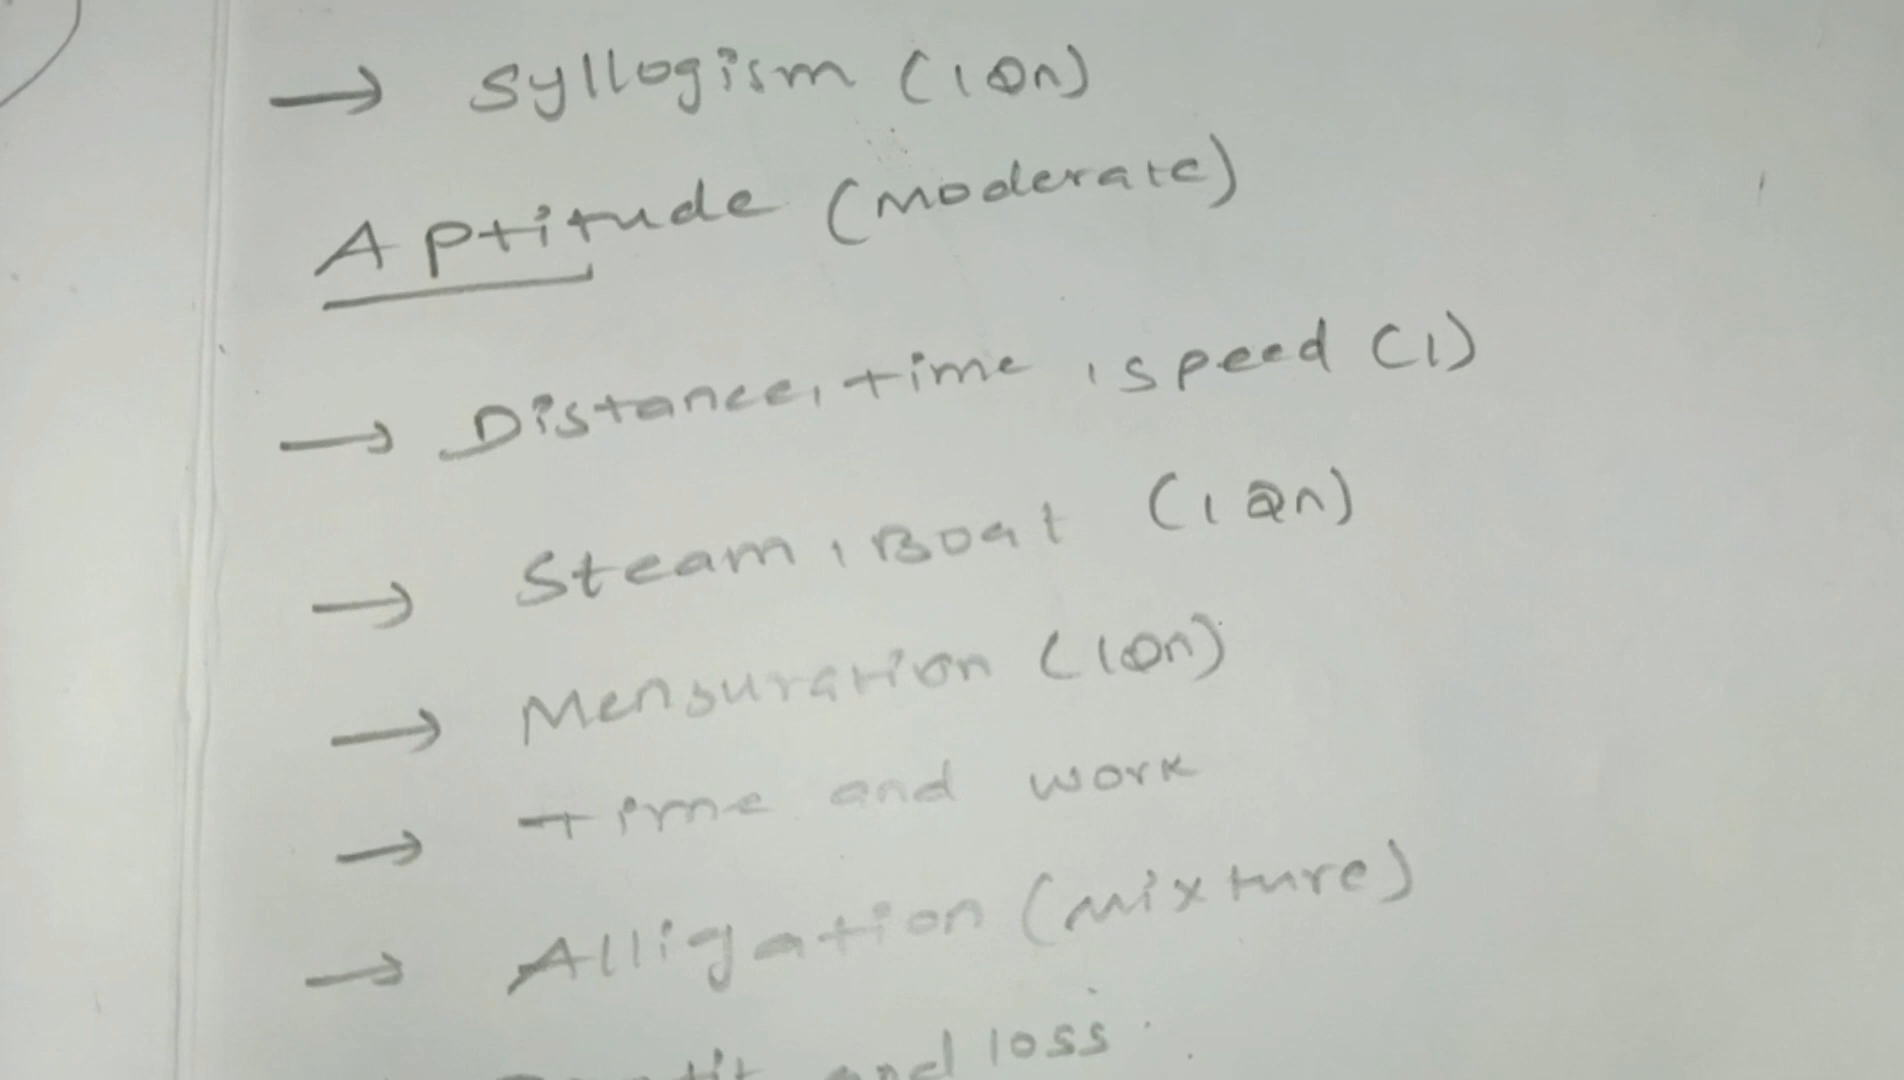 → Syllogism (1Qn)
Aptitude (Moderate)
→ Distance, time, speed (1)
→ Steam, Boat (1Qn)
→ Mensuration (1Qn)
→ Time and work
→ Alligation (mixture)
and loss